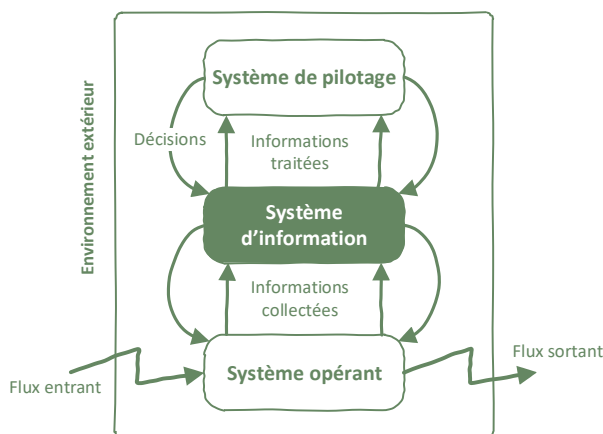 Environnement extérieur
Système de pilotage
Décisions
Informations
traitées
Système
d’information
Informations
collectées
Flux entrant
Système opérant
Flux sortant